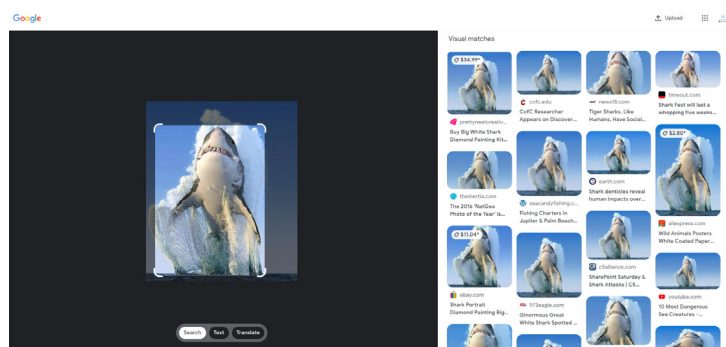 Google
Upload
Visual matches
$34.99*
prettyneatcreativ...
Buy Big White Shark
Diamond Painting Kit...
theinertia.com
The 2016 'NatGeo
Photo of the Year' is...
$11.04*
ebay.com
Shark Portrait
Diamond Painting Big...
cofc.edu
CofC Researcher
Appears on Discover...
seacandyfishing.c...
Fishing Charters in
Jupiter & Palm Beach...
973eagle.com
Ginormous Great
White Shark Spotted ...
news18.com
Tiger Sharks, Like
Humans, Have Social...
earth.com
Shark denticles reveal
human impacts over...
c5alliance.com
SharePoint Saturday &
Shark Attacks | C5...
timeout.com
Shark Fest will last a
whopping five weeks...
$2.80*
aliexpress.com
Wild Animals Posters
White Coated Paper...
youtube.com
10 Most Dangerous
Sea Creatures -...
Search
Text
Translate